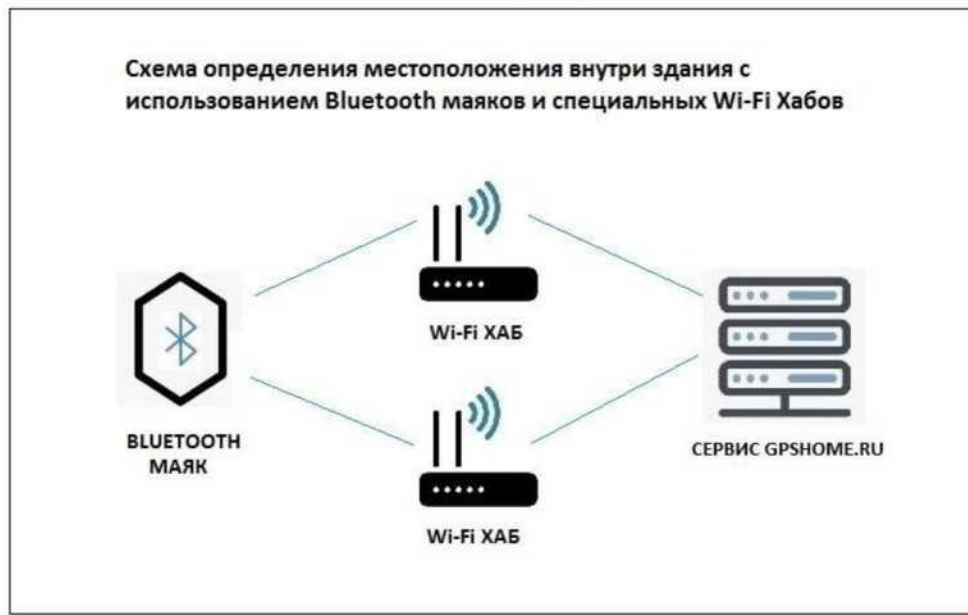 Схема определения местоположения внутри здания с
использованием Bluetooth маяков и специальных Wi-Fi Хабов
Wi-Fi ХАБ
BLUETOOTH
МАЯК
СЕРВИС GPSHOME.RU
Wi-Fi ХАБ